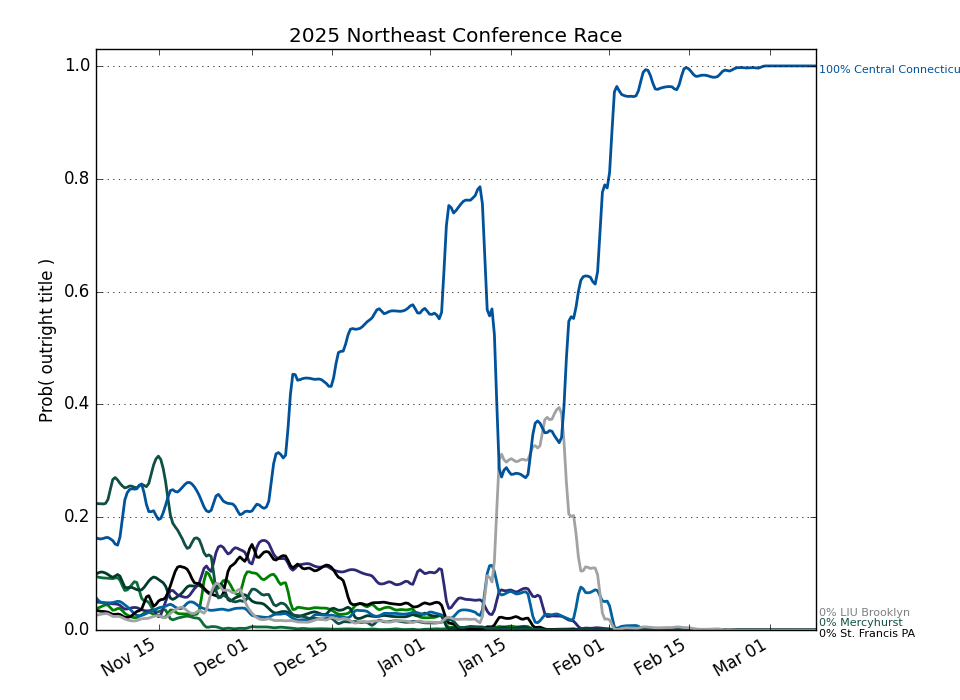 2025 Northeast Conference Race
Prob( outright title )
1.0
0.8
0.6
0.4
0.2
0.0
100% Central Connecticu
0% LIU Brooklyn
0% Mercyhurst
0% St. Francis PA
Nov 15
Dec 01
Dec 15
Jan 01
Jan 15
Feb 01
Feb 15
Mar 01